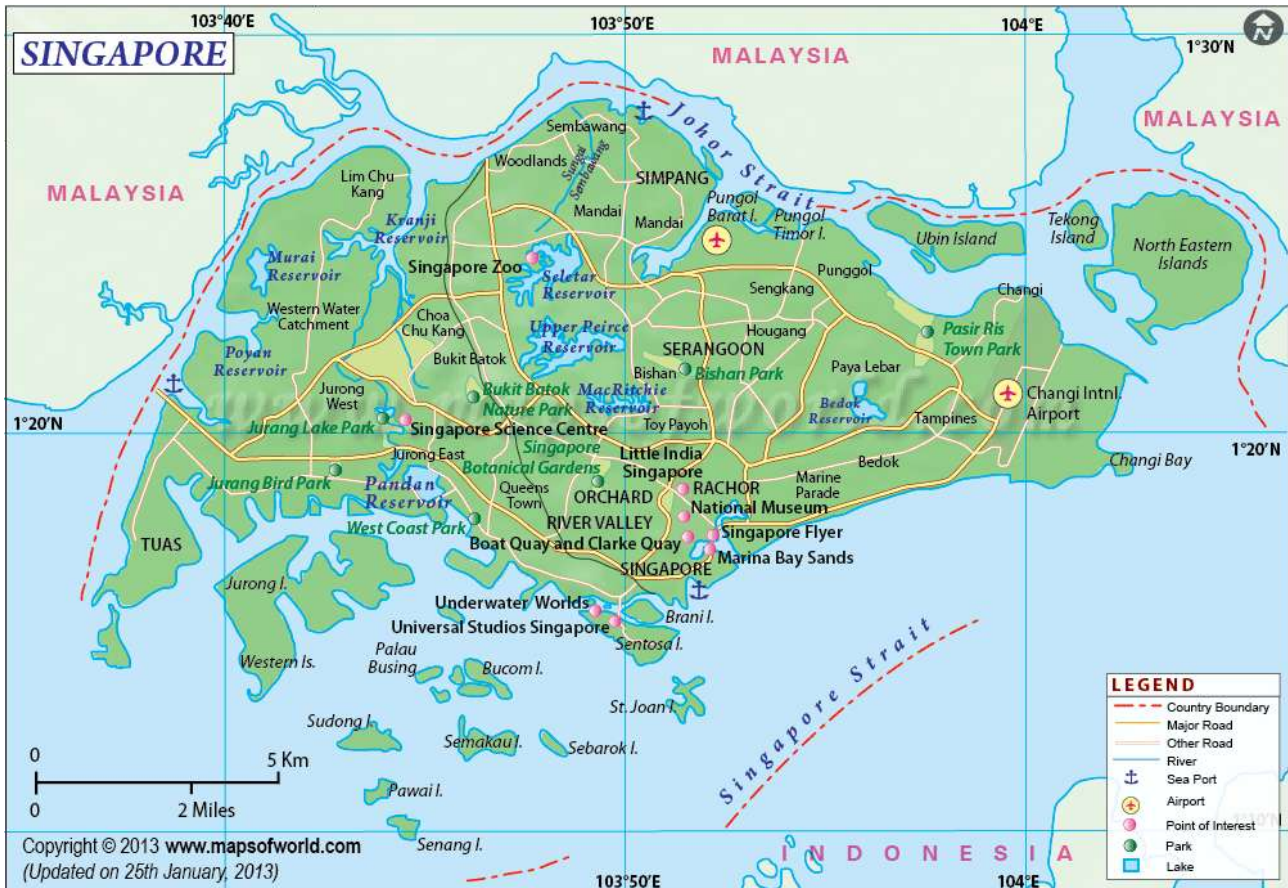 103°40'E
103°50'E
104°E
N
SINGAPORE
1°30'N
MALAYSIA
MALAYSIA
MALAYSIA
Johor Strait
Sembawang
Woodlands
Sungai
Sembawang
Lim Chu
Kang
SIMPANG
Kranji
Reservoir
Mandai
Mandai
Pungol
Barat I.
Pungol
Timor I.
Ubin Island
Tekong
Island
North Eastern
Islands
Murai
Reservoir
Singapore Zoo
Seletar
Reservoir
Punggol
Sengkang
Changi
Western Water
Catchment
Choa
Chu Kang
Upper Peirce
Reservoir
Hougang
Pasir Ris
Town Park
Poyan
Reservoir
Bukit Batok
SERANGOON
Bishan
Bishan Park
Paya Lebar
Jurong
West
Bukit Batok
Nature Park
MacRitchie
Reservoir
Bedok
Reservoir
Changi Intnl.
Airport
1°20'N
Jurang Lake Park
Singapore Science Centre
Toy Payoh
Tampines
Jurong East
Singapore
Botanical Gardens
Little India
Singapore
Bedok
Changi Bay
1°20'N
Jurang Bird Park
Pandan
Reservoir
Queens
Town
ORCHARD
RACHOR
Marine
Parade
National Museum
West Coast Park
RIVER VALLEY
Boat Quay and Clarke Quay
Singapore Flyer
TUAS
SINGAPORE
Marina Bay Sands
Jurong I.
Underwater Worlds
Brani I.
Universal Studios Singapore
Sentosa I.
Western Is.
Palau
Busing
Bucom I.
St. Joan I.
Singapore Strait
Sudong I.
Semakau I.
Sebarok I.
Pawai I.
Senang I.
0
5 Km
0
2 Miles
LEGEND
Country Boundary
Major Road
Other Road
River
Sea Port
Airport
Point of Interest
Park
Lake
INDONESIA
Copyright © 2013 www.mapsofworld.com
(Updated on 25th January, 2013)
103°50'E
104°E